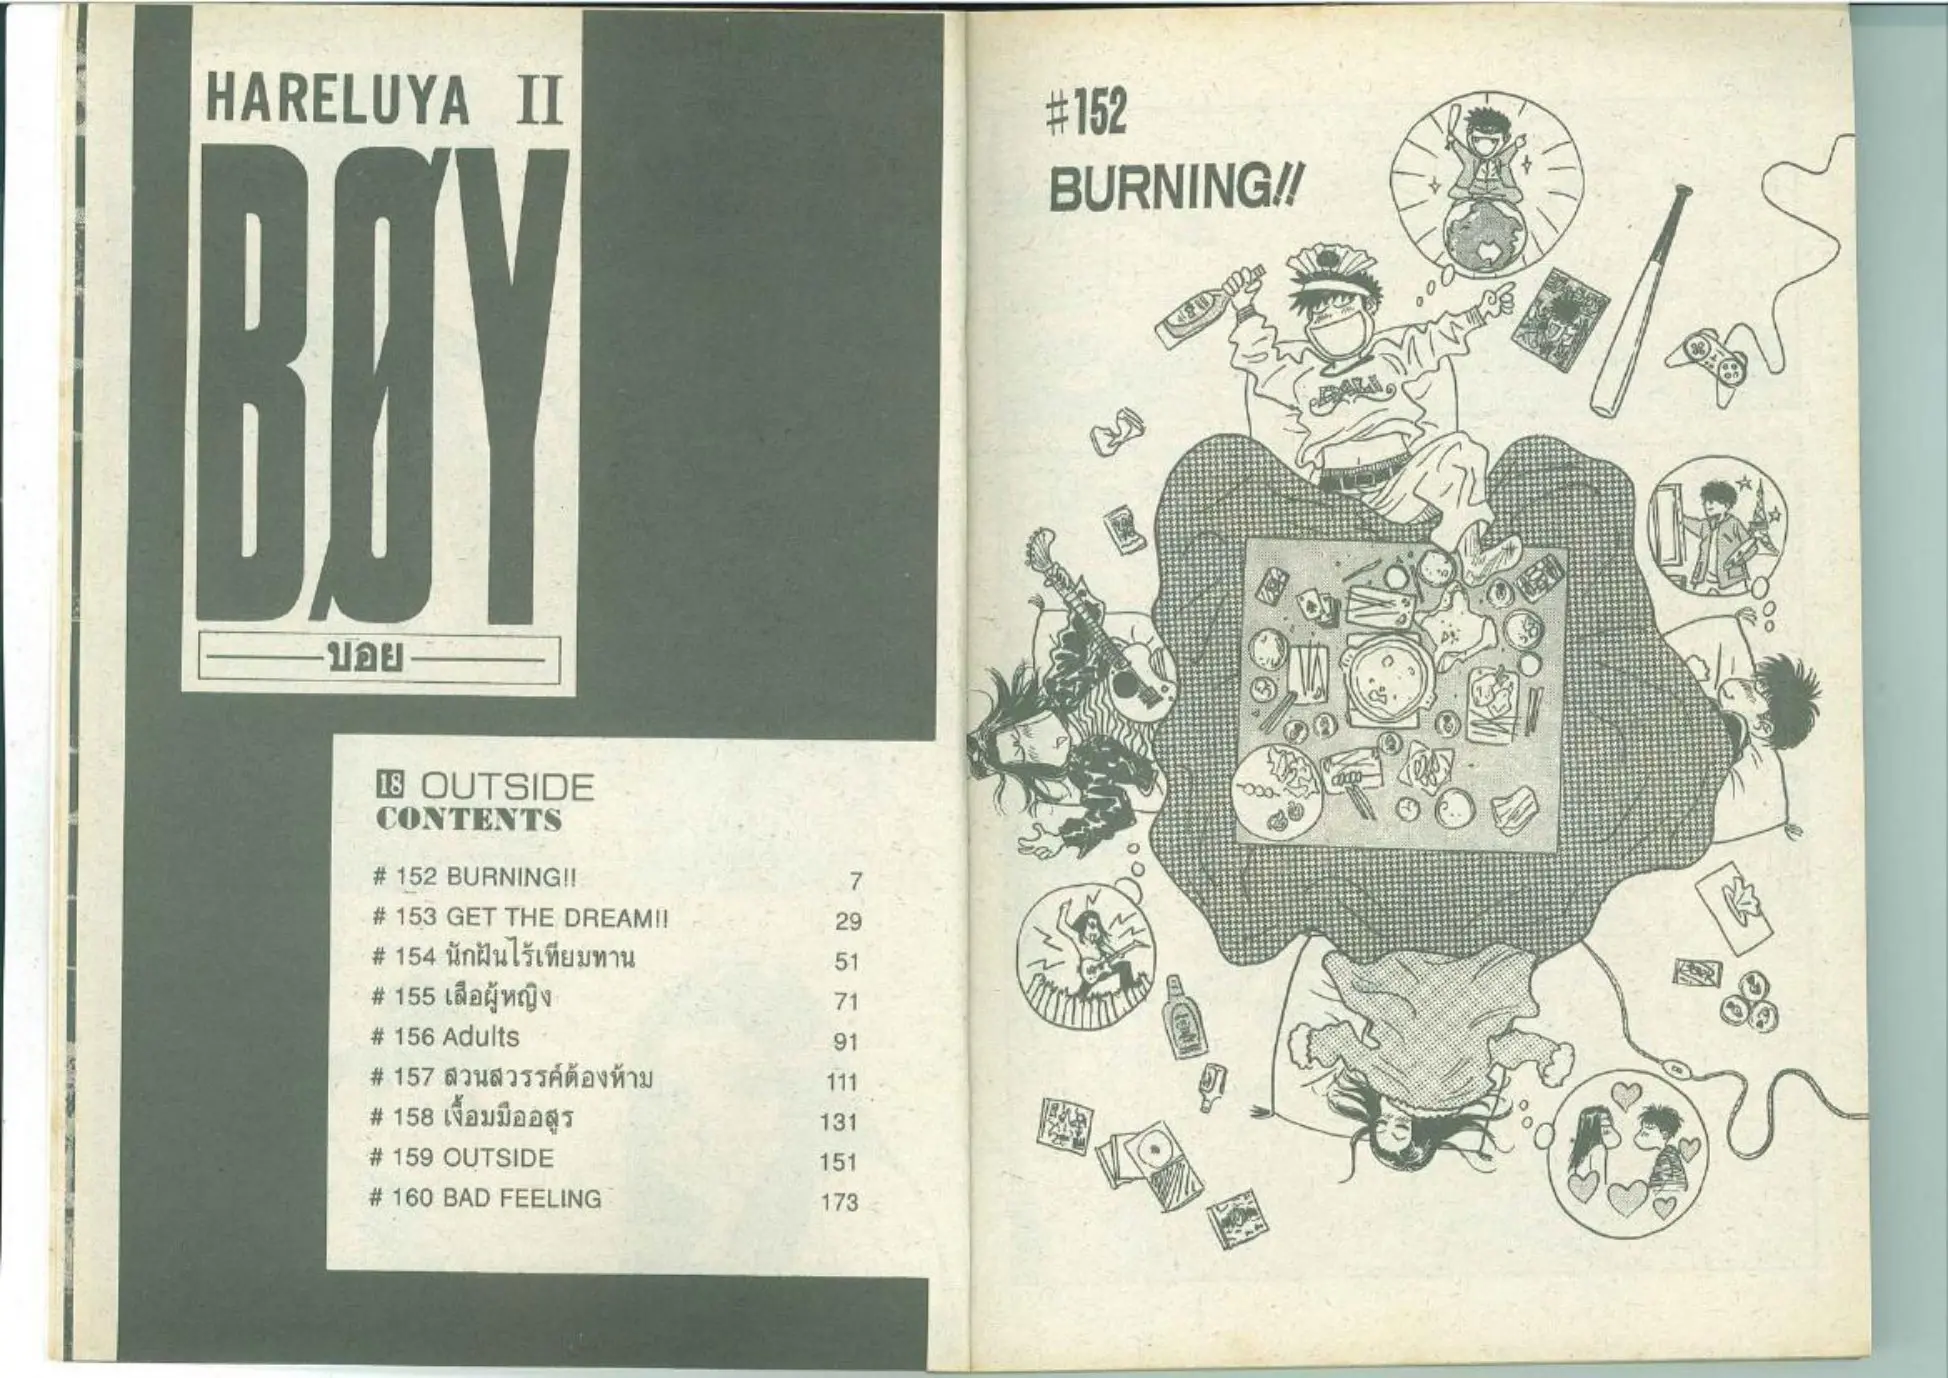 HARELUYA II
BØY
บอย
18 OUTSIDE
CONTENTS
# 152 BURNING!! 7
# 153 GET THE DREAM!! 29
# 154 นักฝันไร้เทียมทาน 51
# 155 เสือผู้หญิง 71
# 156 Adults 91
# 157 สวนสวรรค์ต้องห้าม 111
# 158 เงื้อมมืออสูร 131
# 159 OUTSIDE 151
# 160 BAD FEELING 173
#152
BURNING!!
BALi